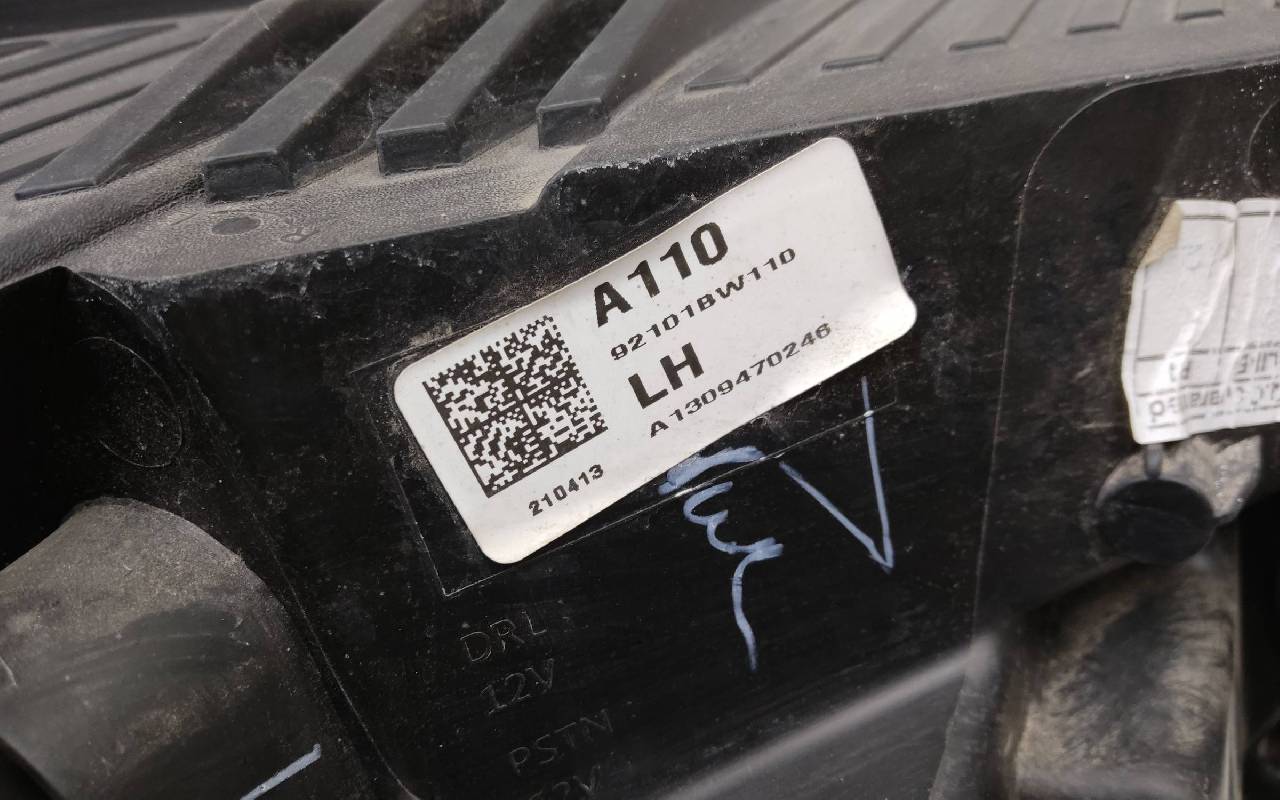 A110
92101BW110
LH
A1309470246
210413
DRL
12V
PSTN